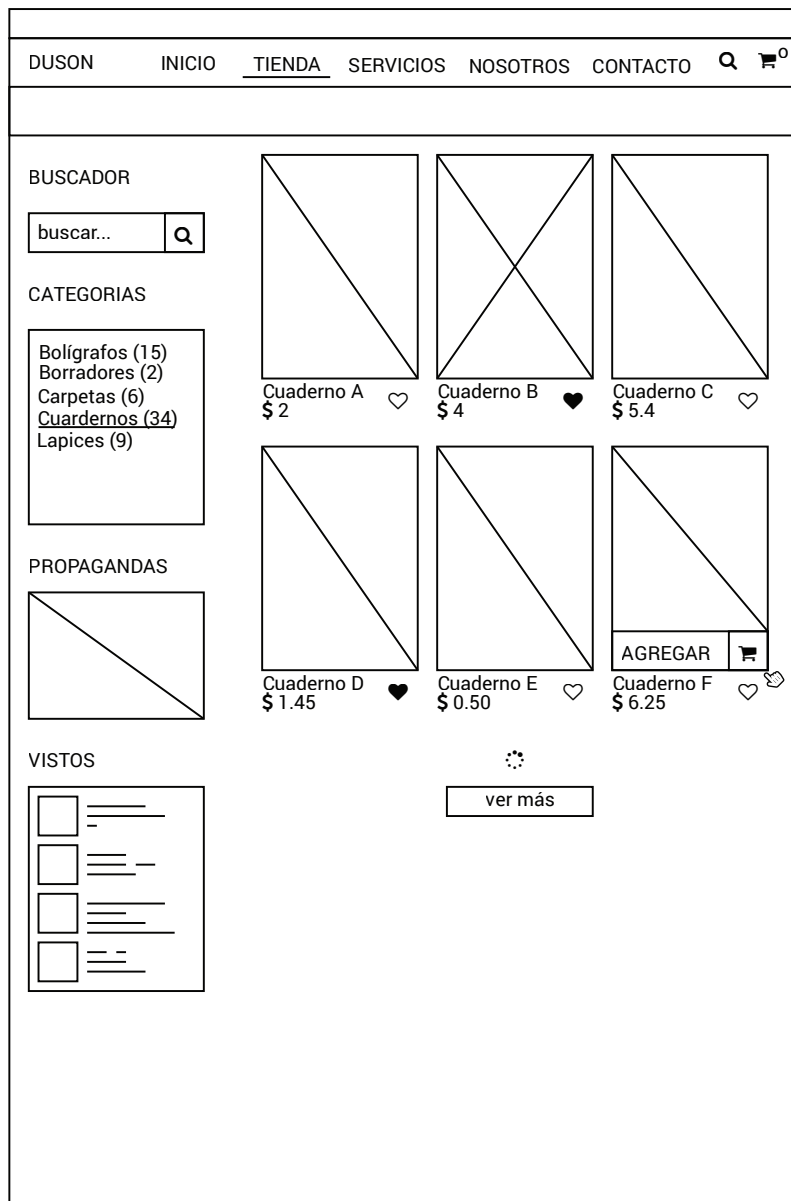 DUSON INICIO TIENDA SERVICIOS NOSOTROS CONTACTO 0
BUSCADOR
buscar...
CATEGORIAS
Bolígrafos (15)
Borradores (2)
Carpetas (6)
Cuardernos (34)
Lapices (9)
PROPAGANDAS
VISTOS
Cuaderno A
$ 2
Cuaderno B
$ 4
Cuaderno C
$ 5.4
Cuaderno D
$ 1.45
Cuaderno E
$ 0.50
AGREGAR
Cuaderno F
$ 6.25
ver más